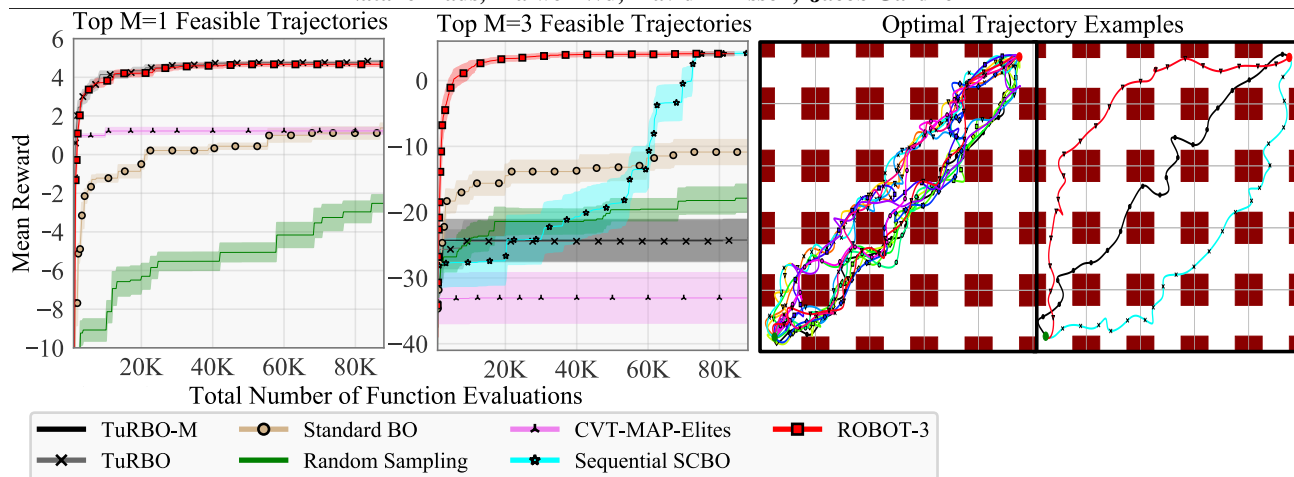 Top M=1 Feasible Trajectories
Top M=3 Feasible Trajectories
Optimal Trajectory Examples
Mean Reward
6
4
2
0
−2
−4
−6
−8
−10
20K 40K 60K 80K
0
−10
−20
−30
−40
20K 40K 60K 80K
Total Number of Function Evaluations
TuRBO-M
Standard BO
CVT-MAP-Elites
ROBOT-3
TuRBO
Random Sampling
Sequential SCBO